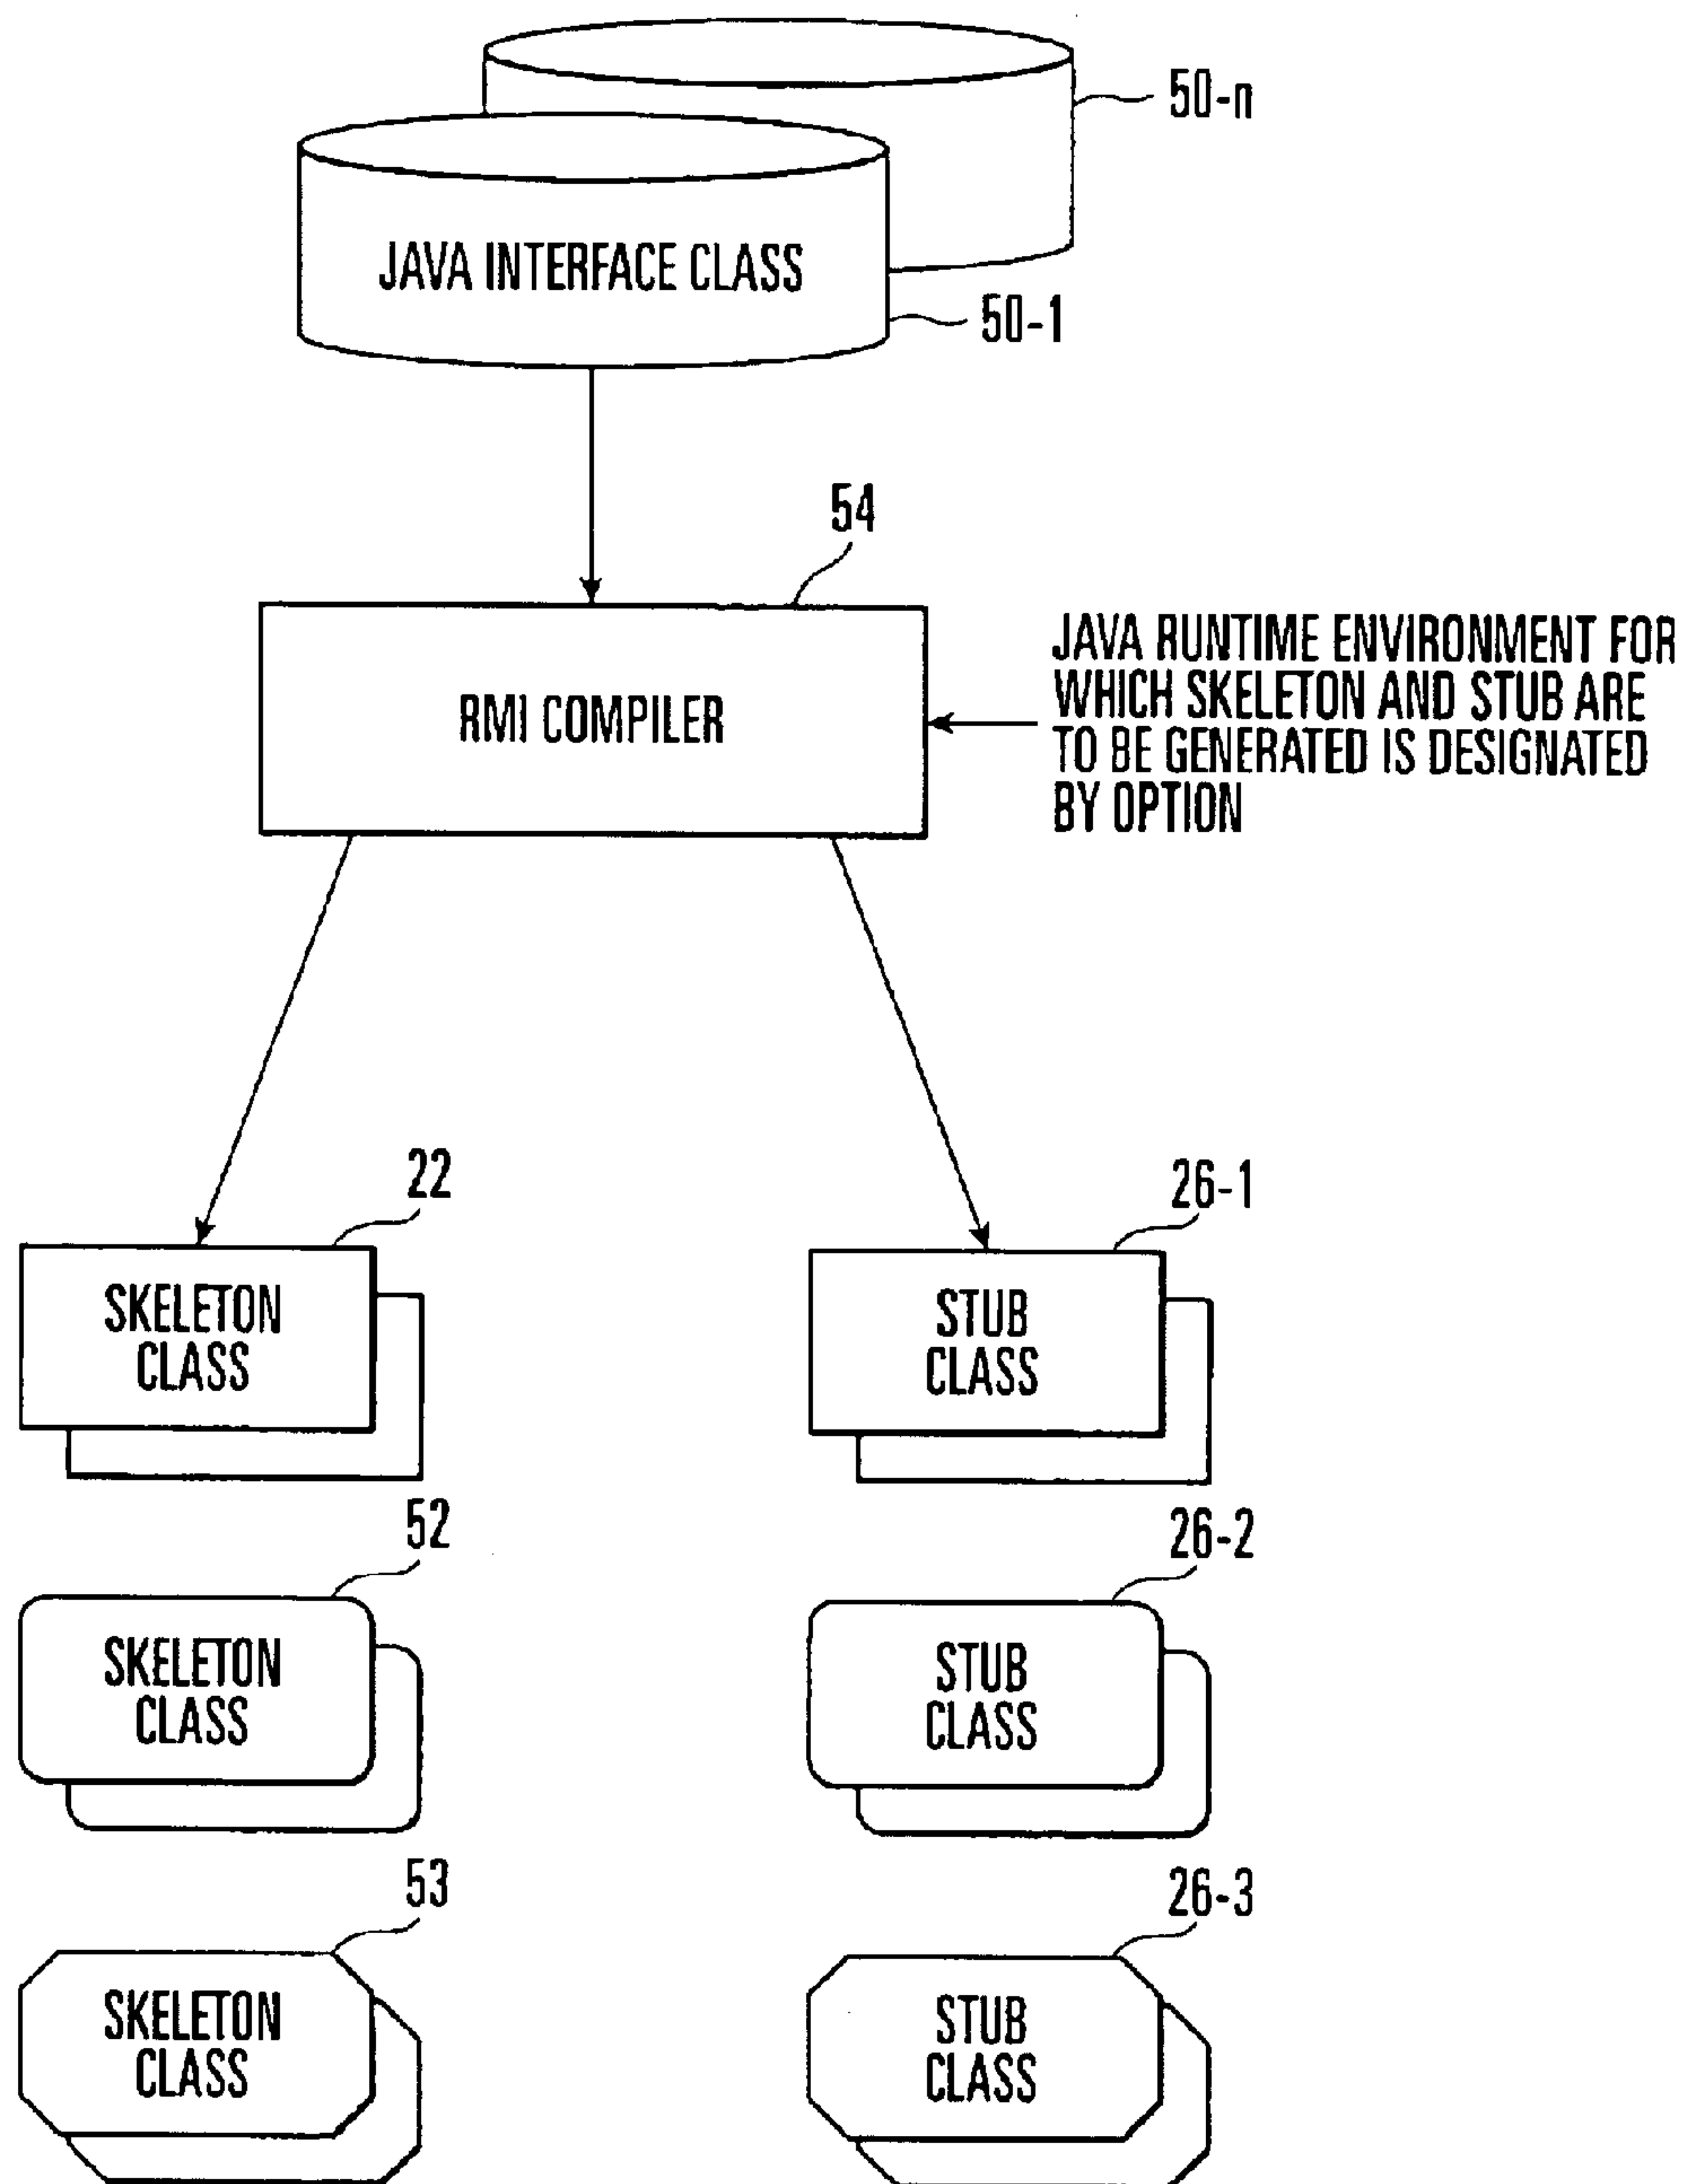 50-n
JAVA INTERFACE CLASS
50-1
54
RMI COMPILER
JAVA RUNTIME ENVIRONMENT FOR
WHICH SKELETON AND STUB ARE
TO BE GENERATED IS DESIGNATED
BY OPTION
22
26-1
SKELETON
CLASS
STUB
CLASS
52
26-2
SKELETON
CLASS
STUB
CLASS
53
26-3
SKELETON
CLASS
STUB
CLASS